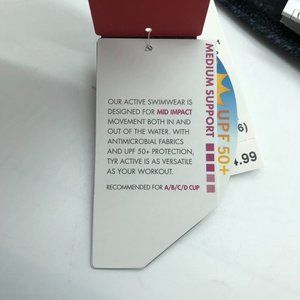 OUR ACTIVE SWIMWEAR IS
DESIGNED FOR MID IMPACT
MOVEMENT BOTH IN AND
OUT OF THE WATER. WITH
ANTIMICROBIAL FABRICS
AND UPF 50+ PROTECTION,
TYR ACTIVE IS AS VERSATILE
AS YOUR WORKOUT.
RECOMMENDED FOR A/B/C/D CUP
MEDIUM SUPPORT
UPF 50+
6)
4.99